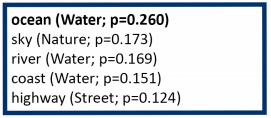 ocean (Water; p=0.260)
sky (Nature; p=0.173)
river (Water; p=0.169)
coast (Water; p=0.151)
highway (Street; p=0.124)